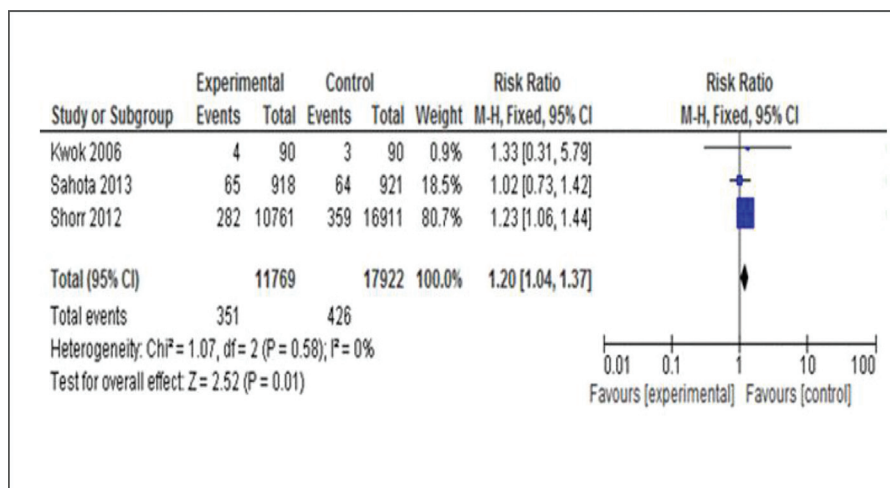 Experimental Control Risk Ratio Risk Ratio
Study or Subgroup Events Total Events Total Weight M-H, Fixed, 95% CI M-H, Fixed, 95% CI
Kwok 2006 4 90 3 90 0.9% 1.33 [0.31, 5.79]
Sahota 2013 65 918 64 921 18.5% 1.02 [0.73, 1.42]
Shorr 2012 282 10761 359 16911 80.7% 1.23 [1.06, 1.44]
Total (95% CI) 11769 17922 100.0% 1.20 [1.04, 1.37]
Total events 351 426
Heterogeneity: Chi² = 1.07, df = 2 (P = 0.58); I² = 0%
Test for overall effect: Z = 2.52 (P = 0.01)
0.01 0.1 1 10 100
Favours [experimental] Favours [control]